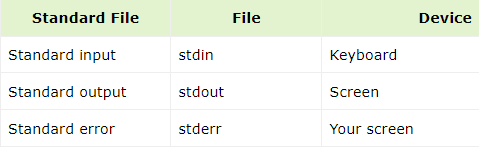 Standard File File Device
Standard input stdin Keyboard
Standard output stdout Screen
Standard error stderr Your screen